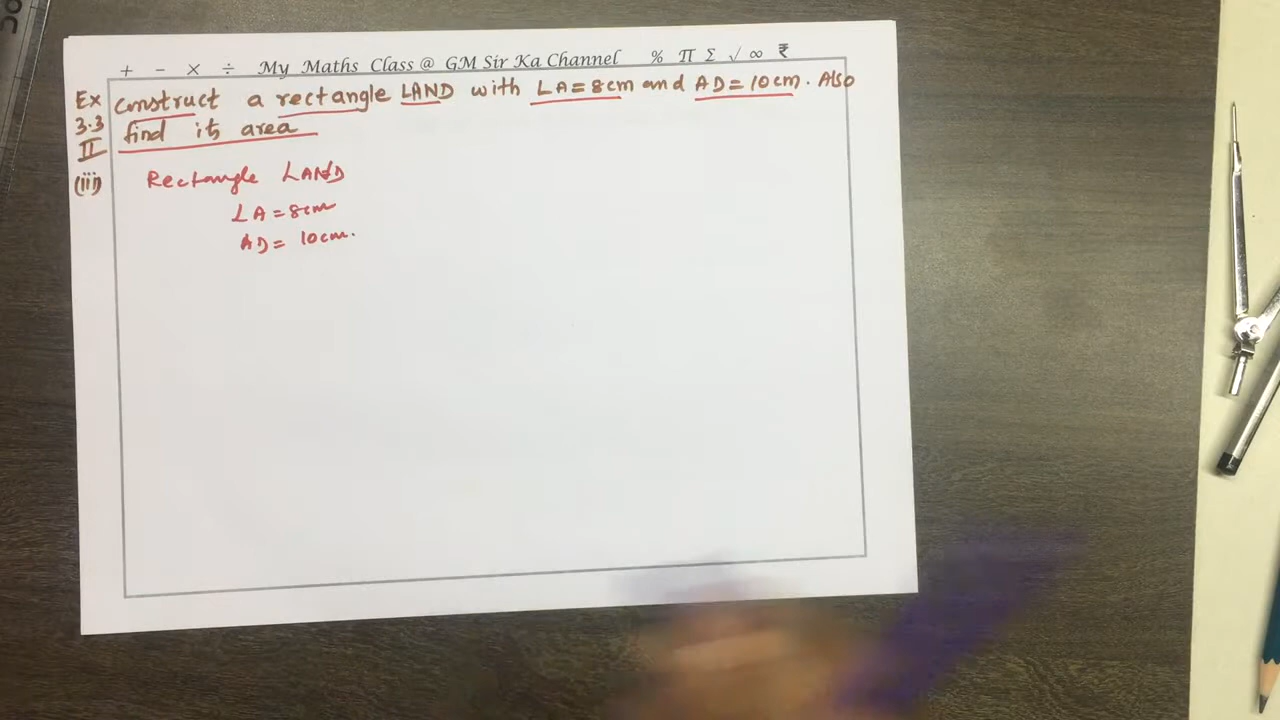 + - × ÷ My Maths Class @ GM Sir Ka Channel % Π Σ √ ∞ ₹
Ex 3.3 II (iii)
Construct a rectangle LAND with LA = 8cm and AD = 10cm. Also
find its area
Rectangle LAND
LA = 8cm
AD = 10cm.